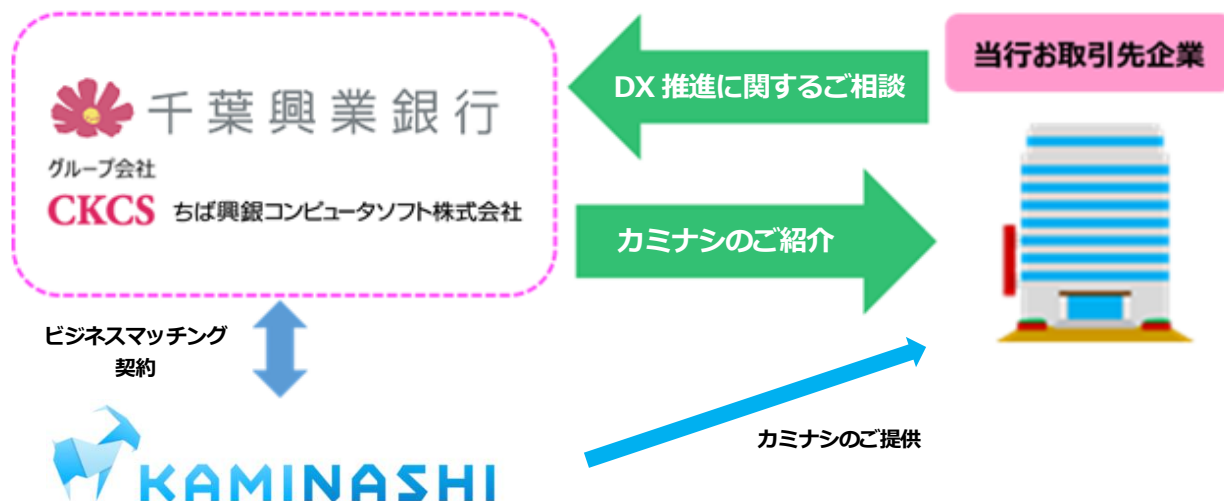 千葉興業銀行
グループ会社
CKCS ちば興銀コンピュータソフト株式会社
DX 推進に関するご相談
当行お取引先企業
カミナシのご紹介
ビジネスマッチング
契約
カミナシのご提供
KAMINASHI